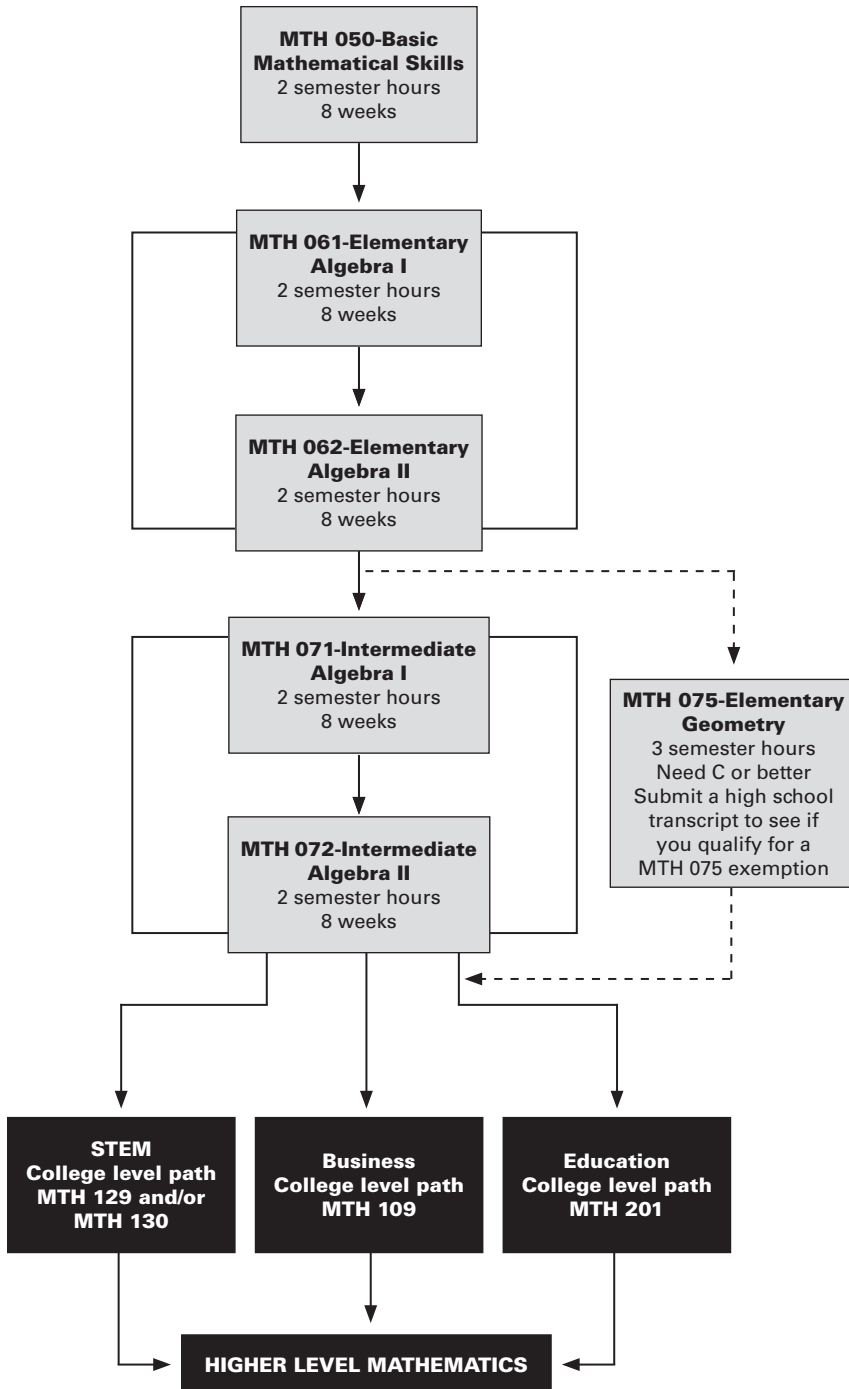 MTH 050-Basic
Mathematical Skills
2 semester hours
8 weeks
MTH 061-Elementary
Algebra I
2 semester hours
8 weeks
MTH 062-Elementary
Algebra II
2 semester hours
8 weeks
MTH 071-Intermediate
Algebra I
2 semester hours
8 weeks
MTH 075-Elementary
Geometry
3 semester hours
Need C or better
Submit a high school
transcript to see if
you qualify for a
MTH 075 exemption
MTH 072-Intermediate
Algebra II
2 semester hours
8 weeks
STEM
College level path
MTH 129 and/or
MTH 130
Business
College level path
MTH 109
Education
College level path
MTH 201
HIGHER LEVEL MATHEMATICS